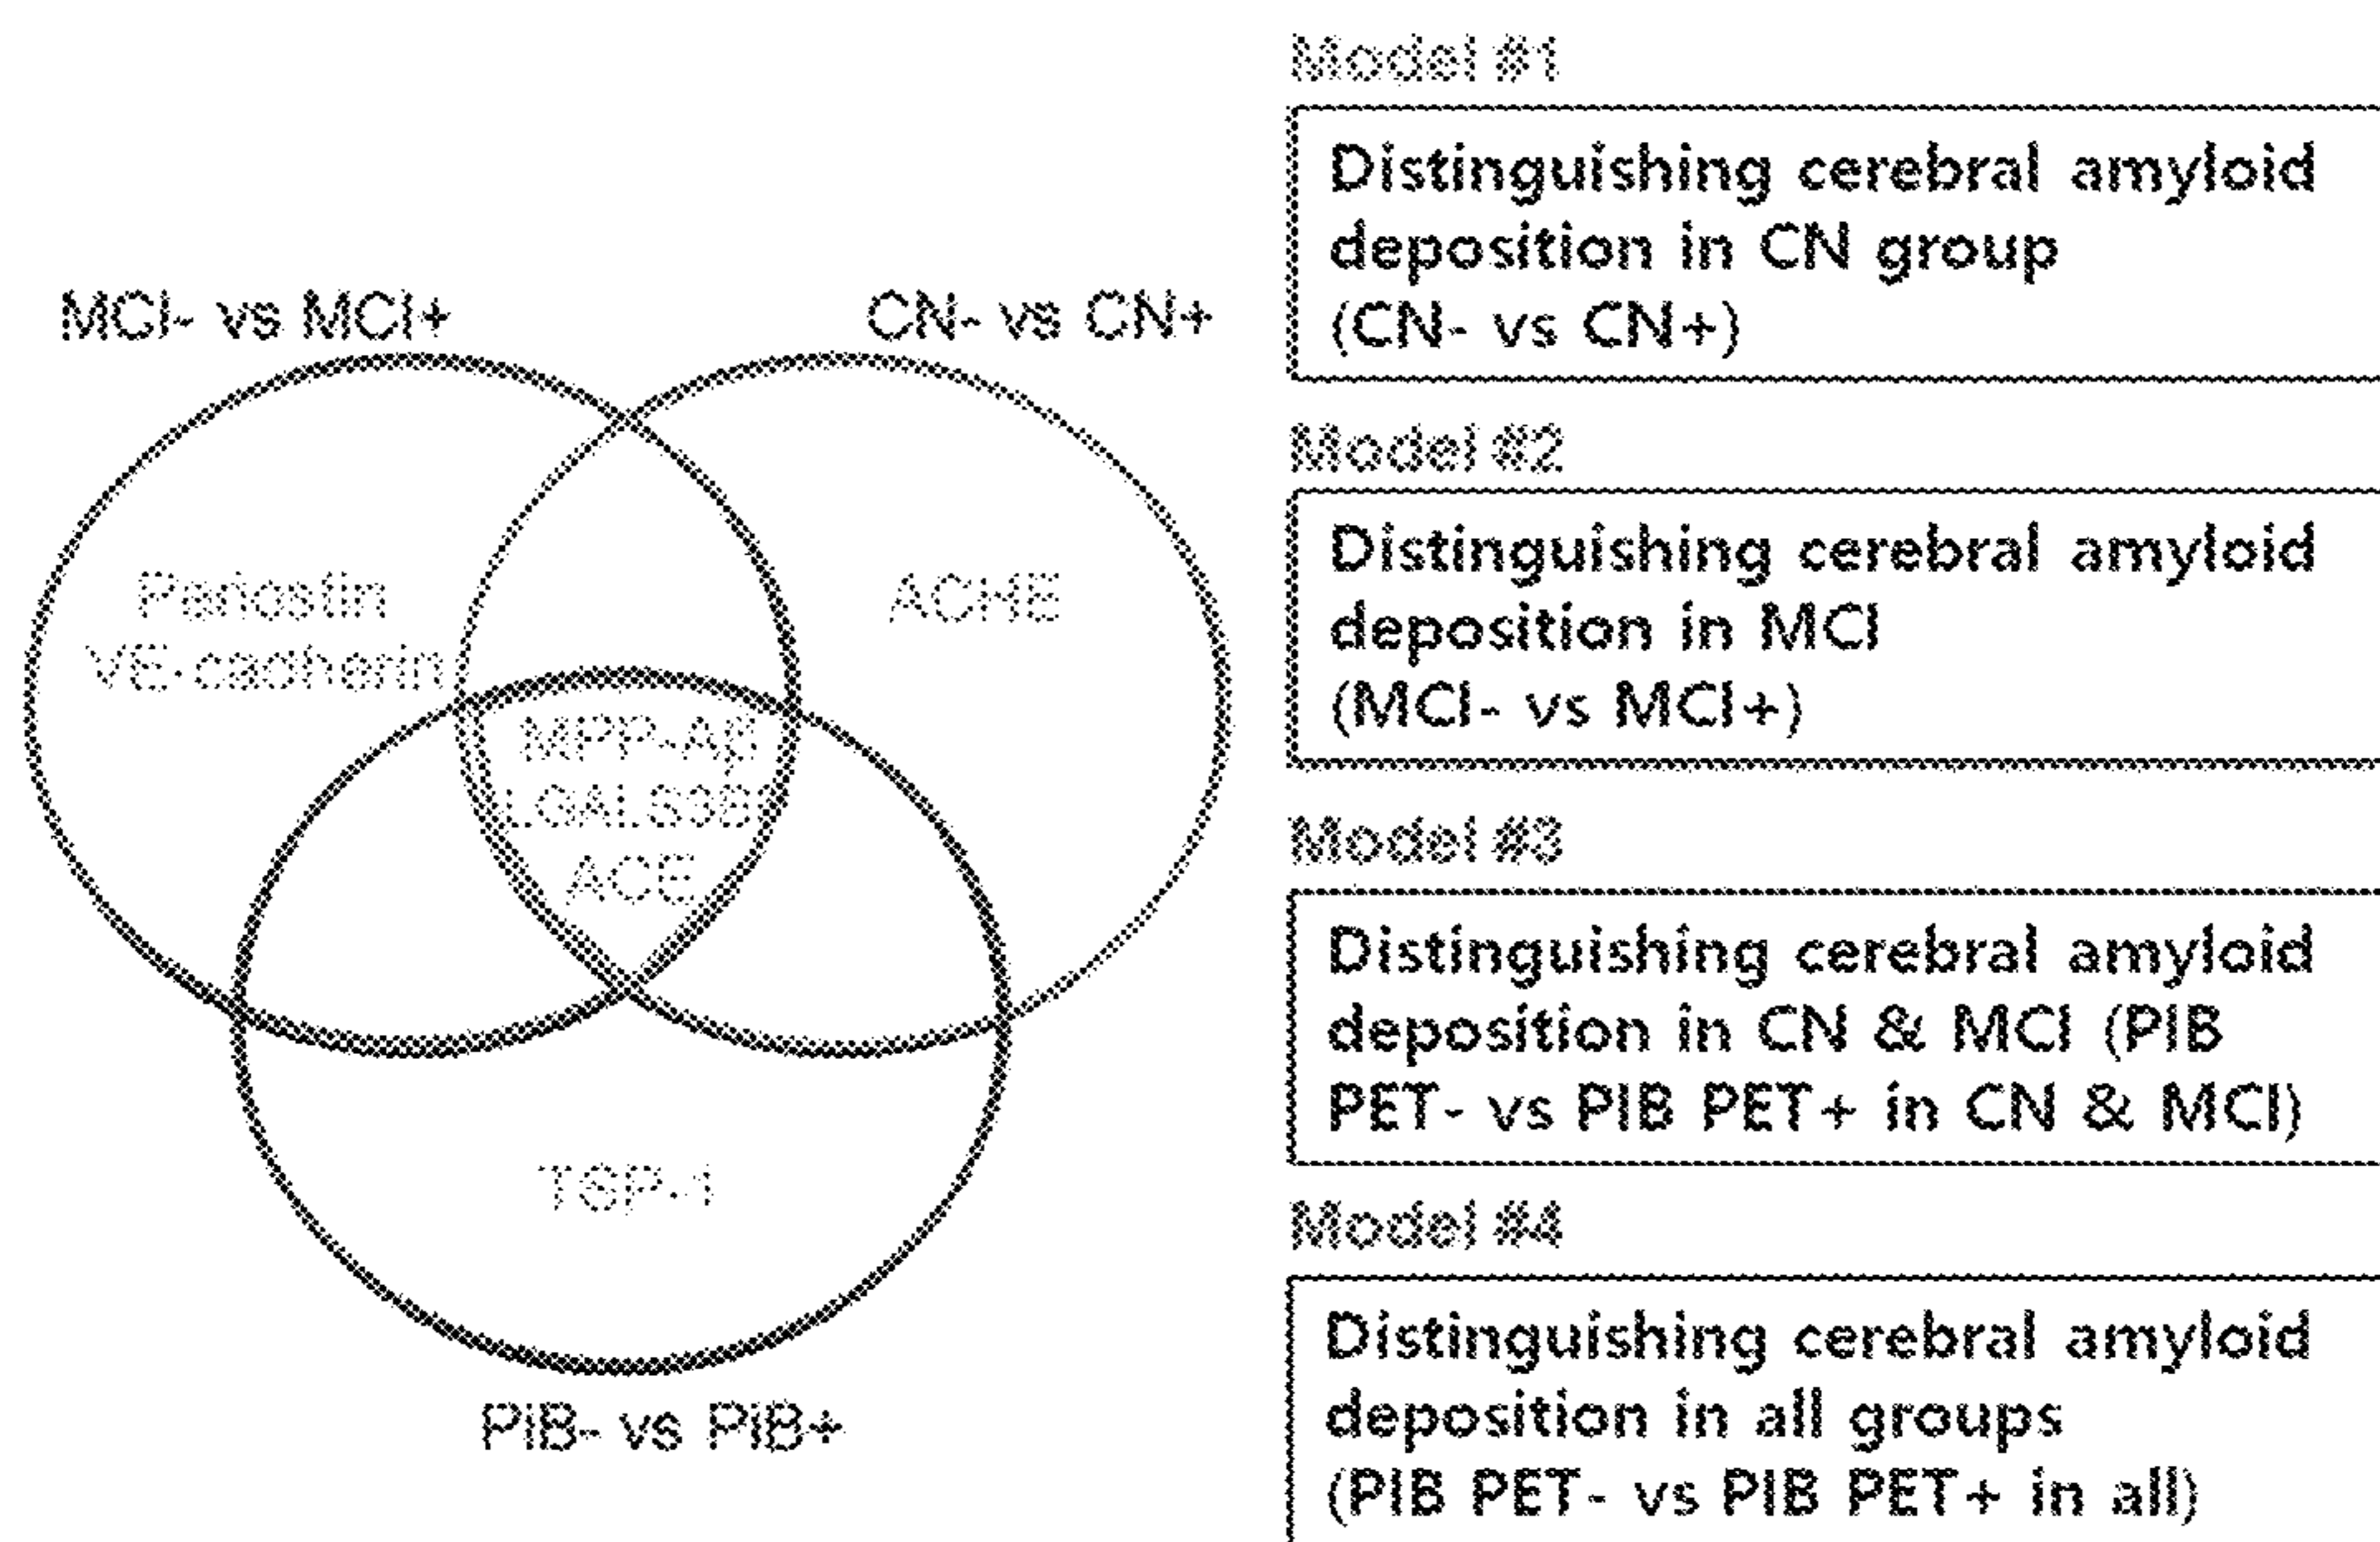 MCI- vs MCI+
CN- vs CN+
Periostin
VE-cadherin
ACHE
MPP-Aβ
ACE
TSP-1
PiB- vs PiB+
Model #1
Distinguishing cerebral amyloid
deposition in CN group
(CN- vs CN+)
Model #2
Distinguishing cerebral amyloid
deposition in MCI
(MCI- vs MCI+)
Model #3
Distinguishing cerebral amyloid
deposition in CN & MCI (PIB
PET- vs PIB PET+ in CN & MCI)
Model #4
Distinguishing cerebral amyloid
deposition in all groups
(PIB PET- vs PIB PET+ in all)